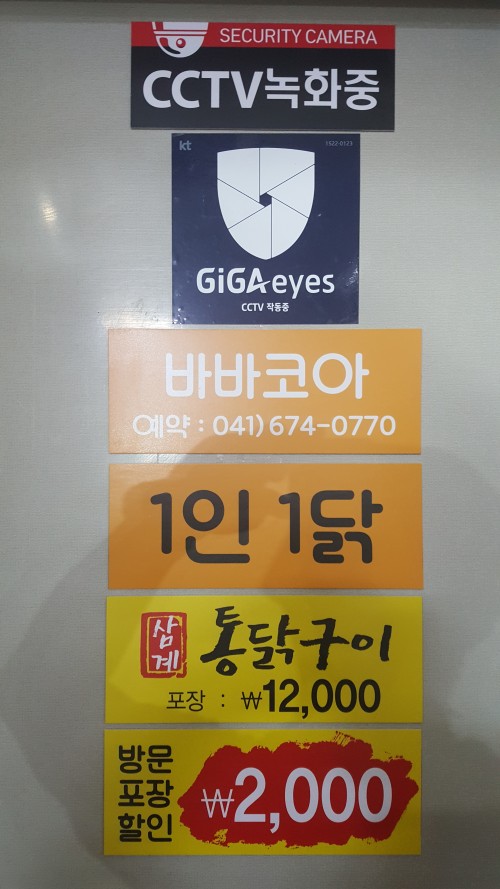 SECURITY CAMERA
CCTV녹화중
kt 1522-0123
GiGA eyes
CCTV 작동중
바바코아
예약 : 041) 674-0770
1인 1닭
삼계 통닭구이
포장 : ₩12,000
방문
포장
할인
₩2,000